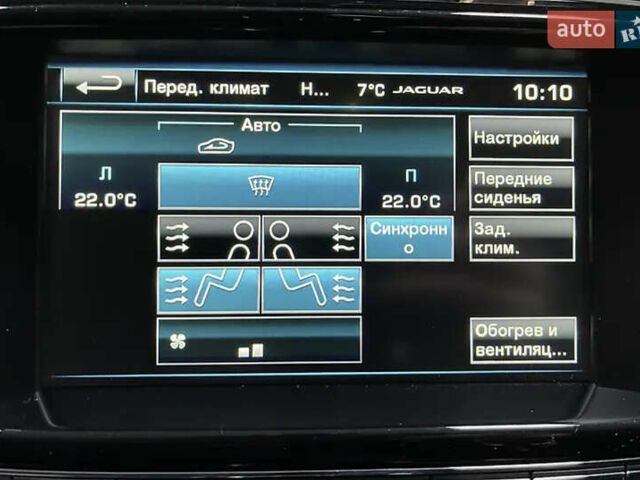 auto RI
Перед. климат Н... 7°C JAGUAR 10:10
Авто
Л
22.0°C
П
22.0°C
Синхронн
о
Настройки
Передние
сиденья
Зад.
клим.
Обогрев и
вентиляц...